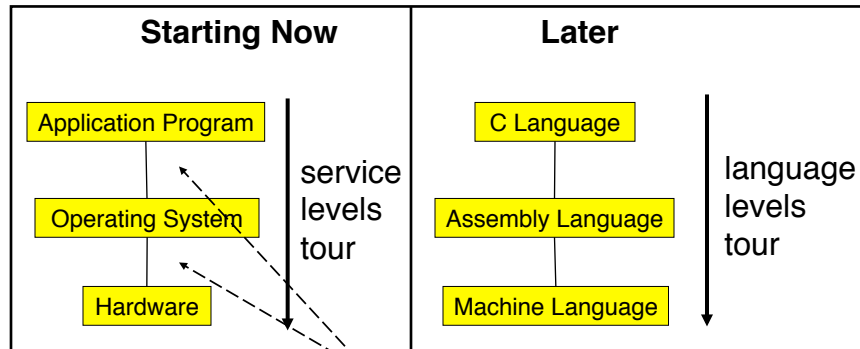 Starting Now
Application Program
Operating System
Hardware
service
levels
tour
Later
C Language
Assembly Language
Machine Language
language
levels
tour